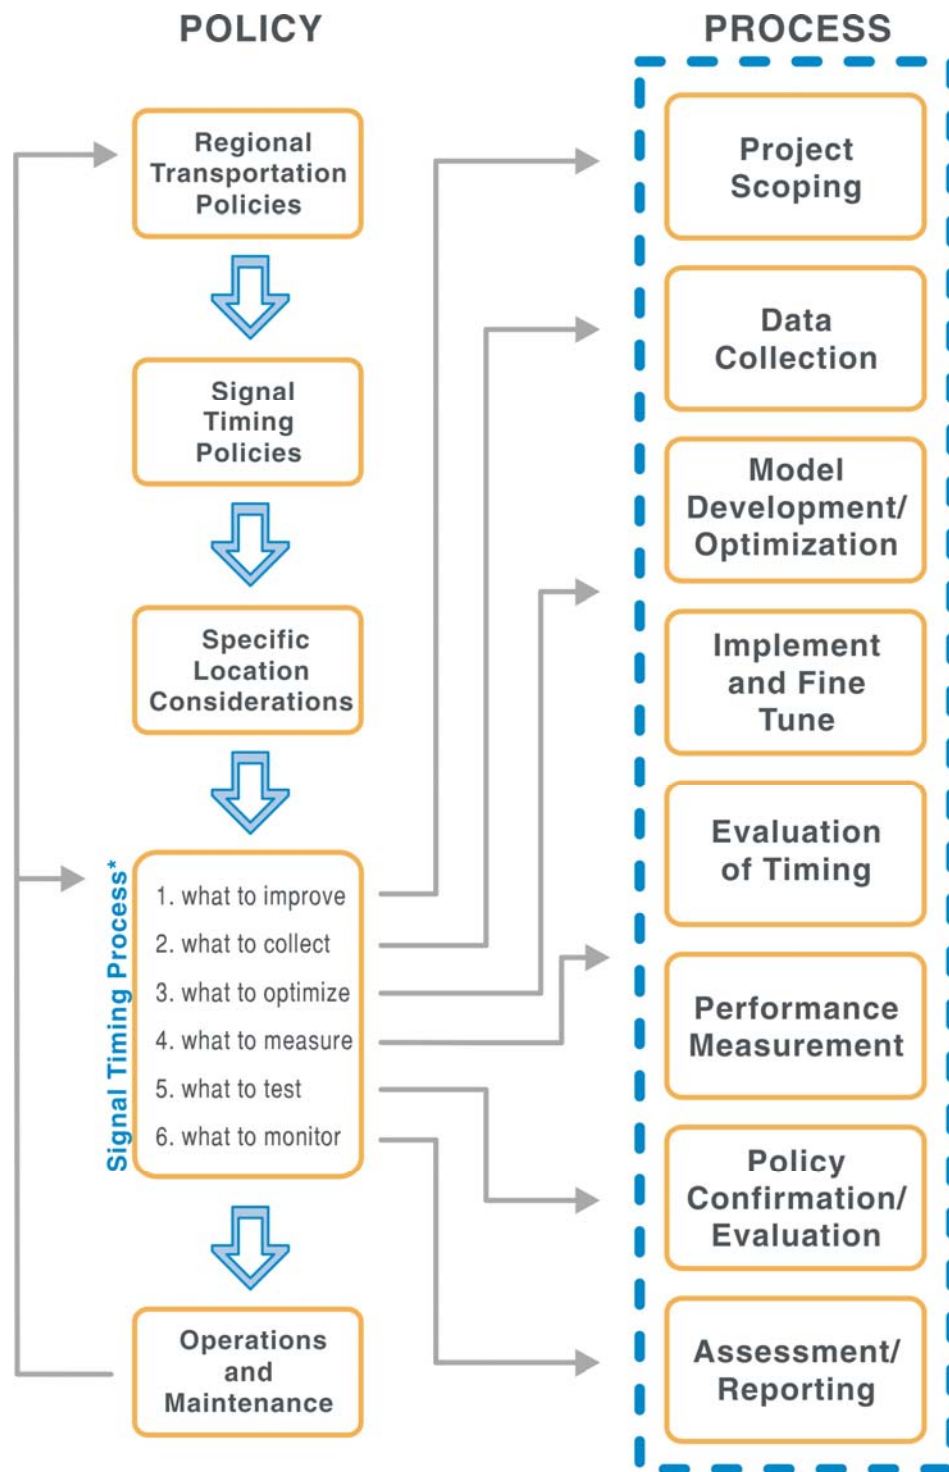 POLICY
Regional
Transportation
Policies
Signal
Timing
Policies
Specific
Location
Considerations
Signal Timing Process*
1. what to improve
2. what to collect
3. what to optimize
4. what to measure
5. what to test
6. what to monitor
Operations
and
Maintenance
PROCESS
Project
Scoping
Data
Collection
Model
Development/
Optimization
Implement
and Fine
Tune
Evaluation
of Timing
Performance
Measurement
Policy
Confirmation/
Evaluation
Assessment/
Reporting